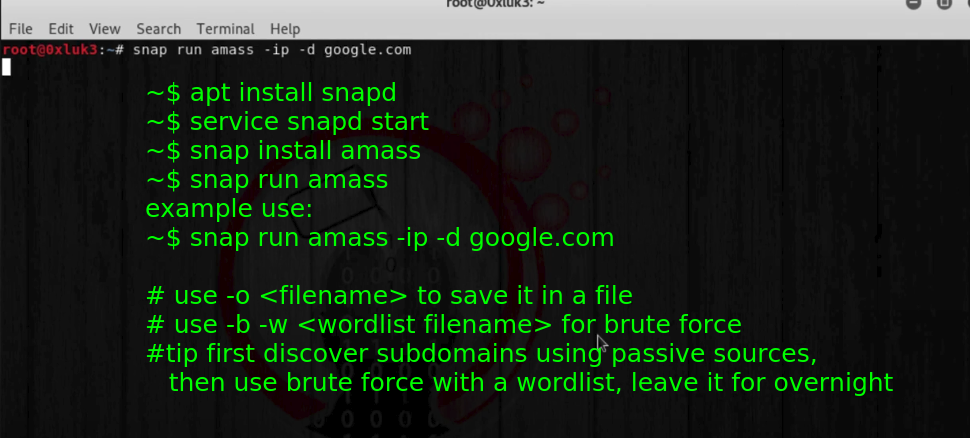 root@0xluk3: ~
File Edit View Search Terminal Help
root@0xluk3:~# snap run amass -ip -d google.com
~$ apt install snapd
~$ service snapd start
~$ snap install amass
~$ snap run amass
example use:
~$ snap run amass -ip -d google.com
# use -o <filename> to save it in a file
# use -b -w <wordlist filename> for brute force
#tip first discover subdomains using passive sources,
then use brute force with a wordlist, leave it for overnight